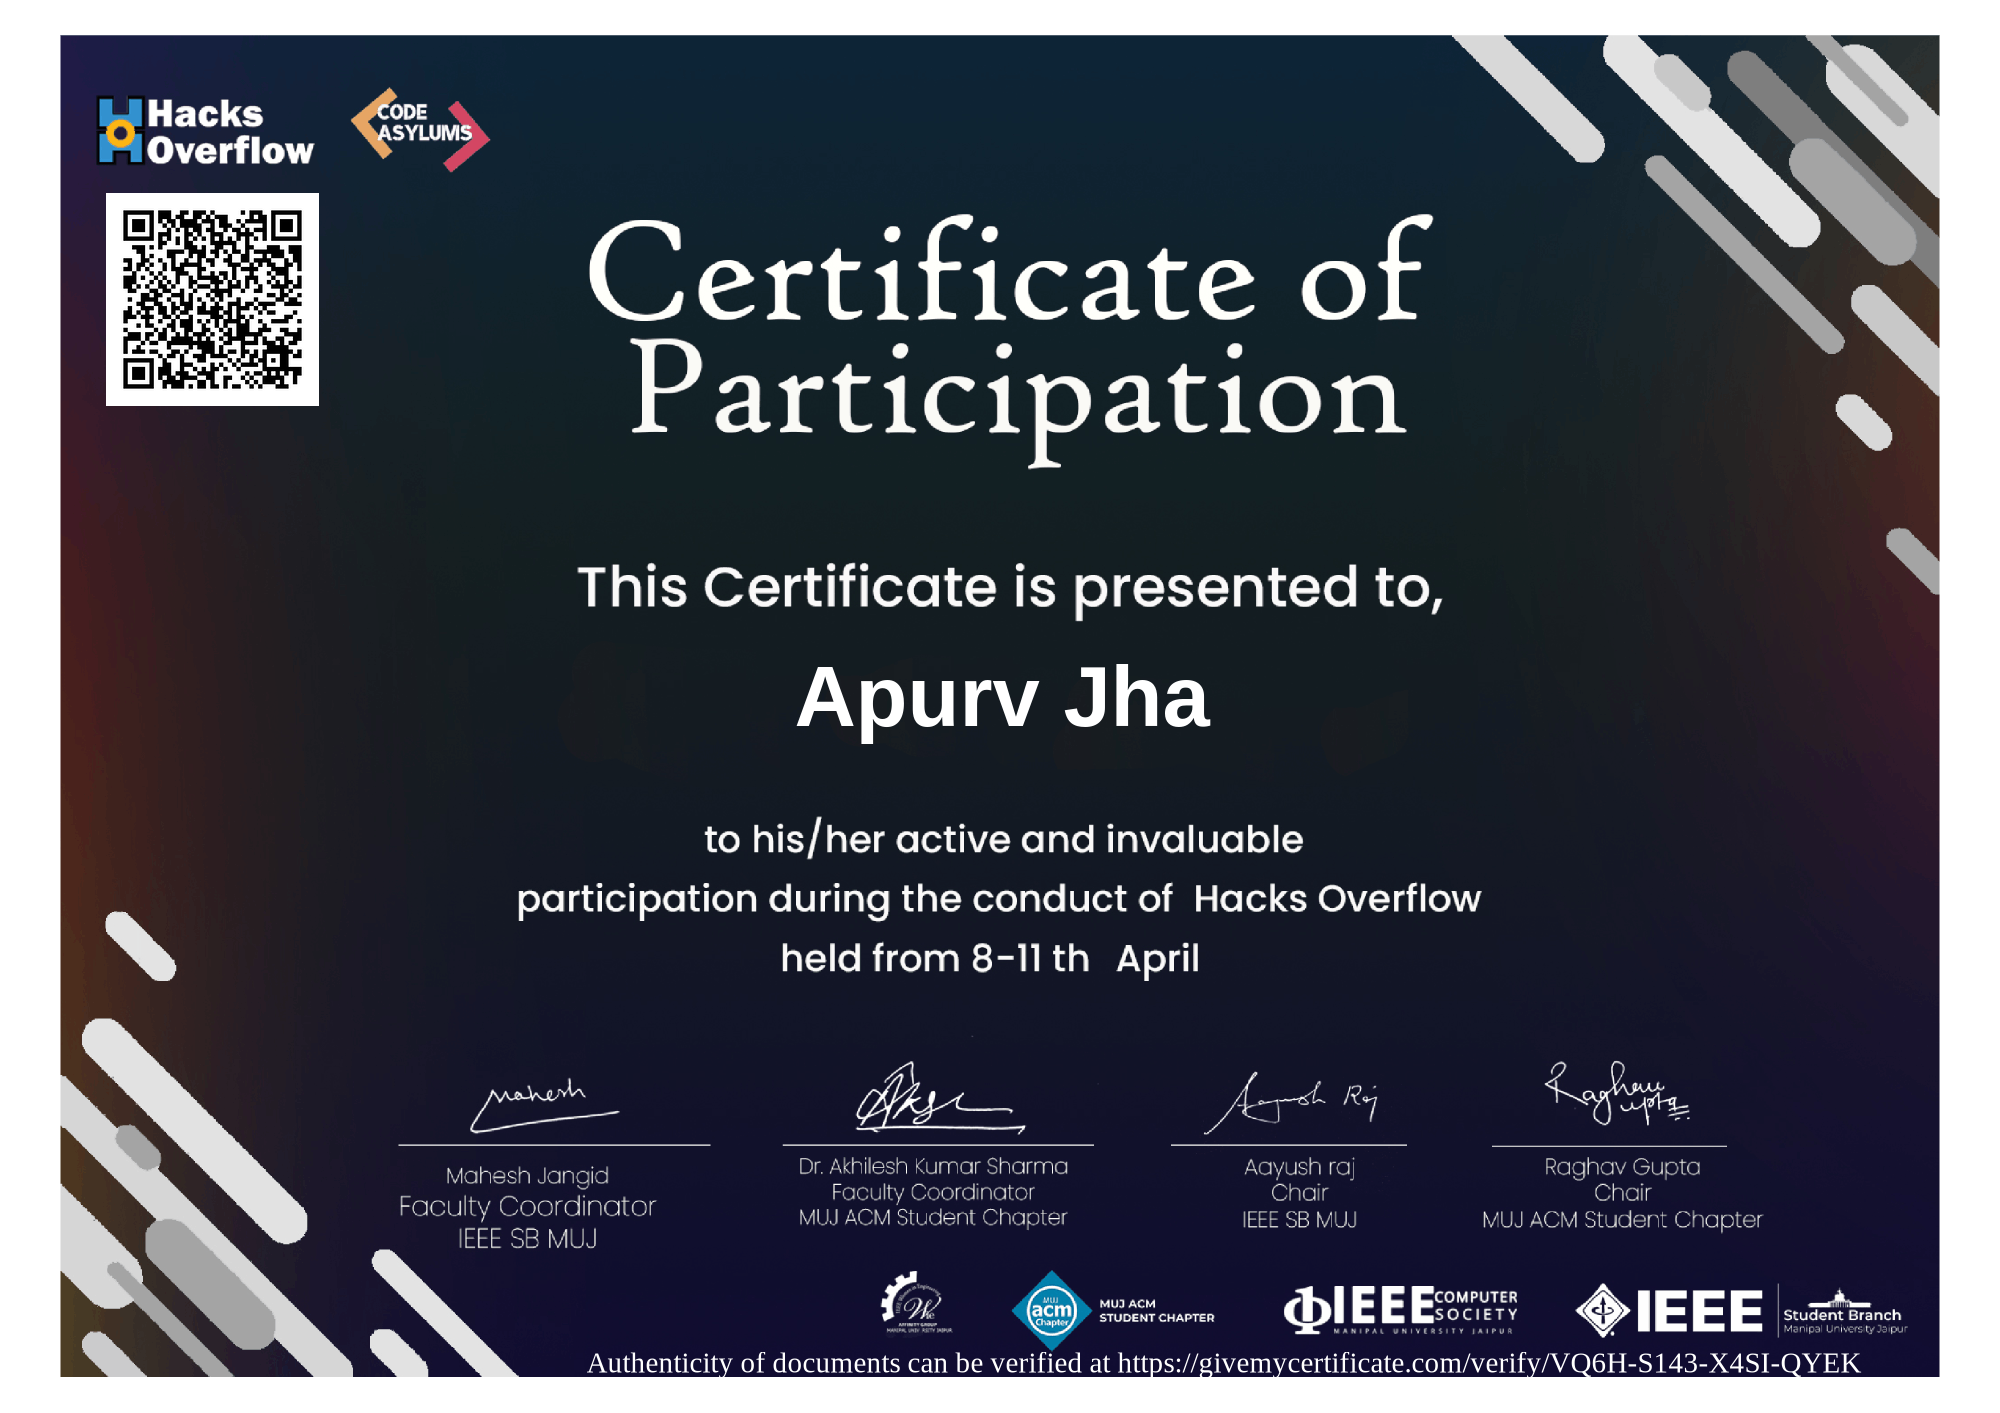 Hacks
Overflow
CODE
ASYLUMS
Certificate of
Participation
This Certificate is presented to,
Apurv Jha
to his/her active and invaluable
participation during the conduct of Hacks Overflow
held from 8-11 th April
Mahesh
Aayush Raj
Raghav
Gupta
Mahesh Jangid
Faculty Coordinator
IEEE SB MUJ
Dr. Akhilesh Kumar Sharma
Faculty Coordinator
MUJ ACM Student Chapter
Aayush raj
Chair
IEEE SB MUJ
Raghav Gupta
Chair
MUJ ACM Student Chapter
MUJ
acm
Chapter
MUJ ACM
STUDENT CHAPTER
IEEE COMPUTER
SOCIETY
MANIPAL UNIVERSITY JAIPUR
IEEE
Student Branch
Manipal University Jaipur
Authenticity of documents can be verified at https://givemycertificate.com/verify/VQ6H-S143-X4SI-QYEK